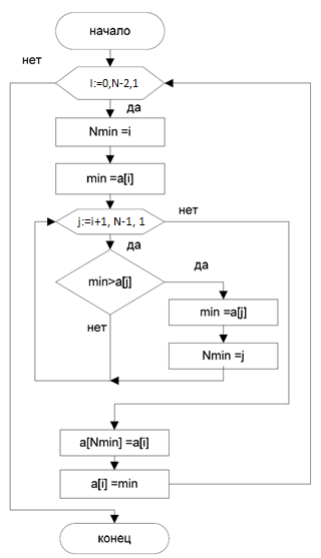 начало
нет
I:=0,N-2,1
да
Nmin =i
min =a[i]
j:=i+1, N-1, 1
нет
да
min>a[j]
да
нет
min =a[j]
Nmin =j
a[Nmin] =a[i]
a[i] =min
конец